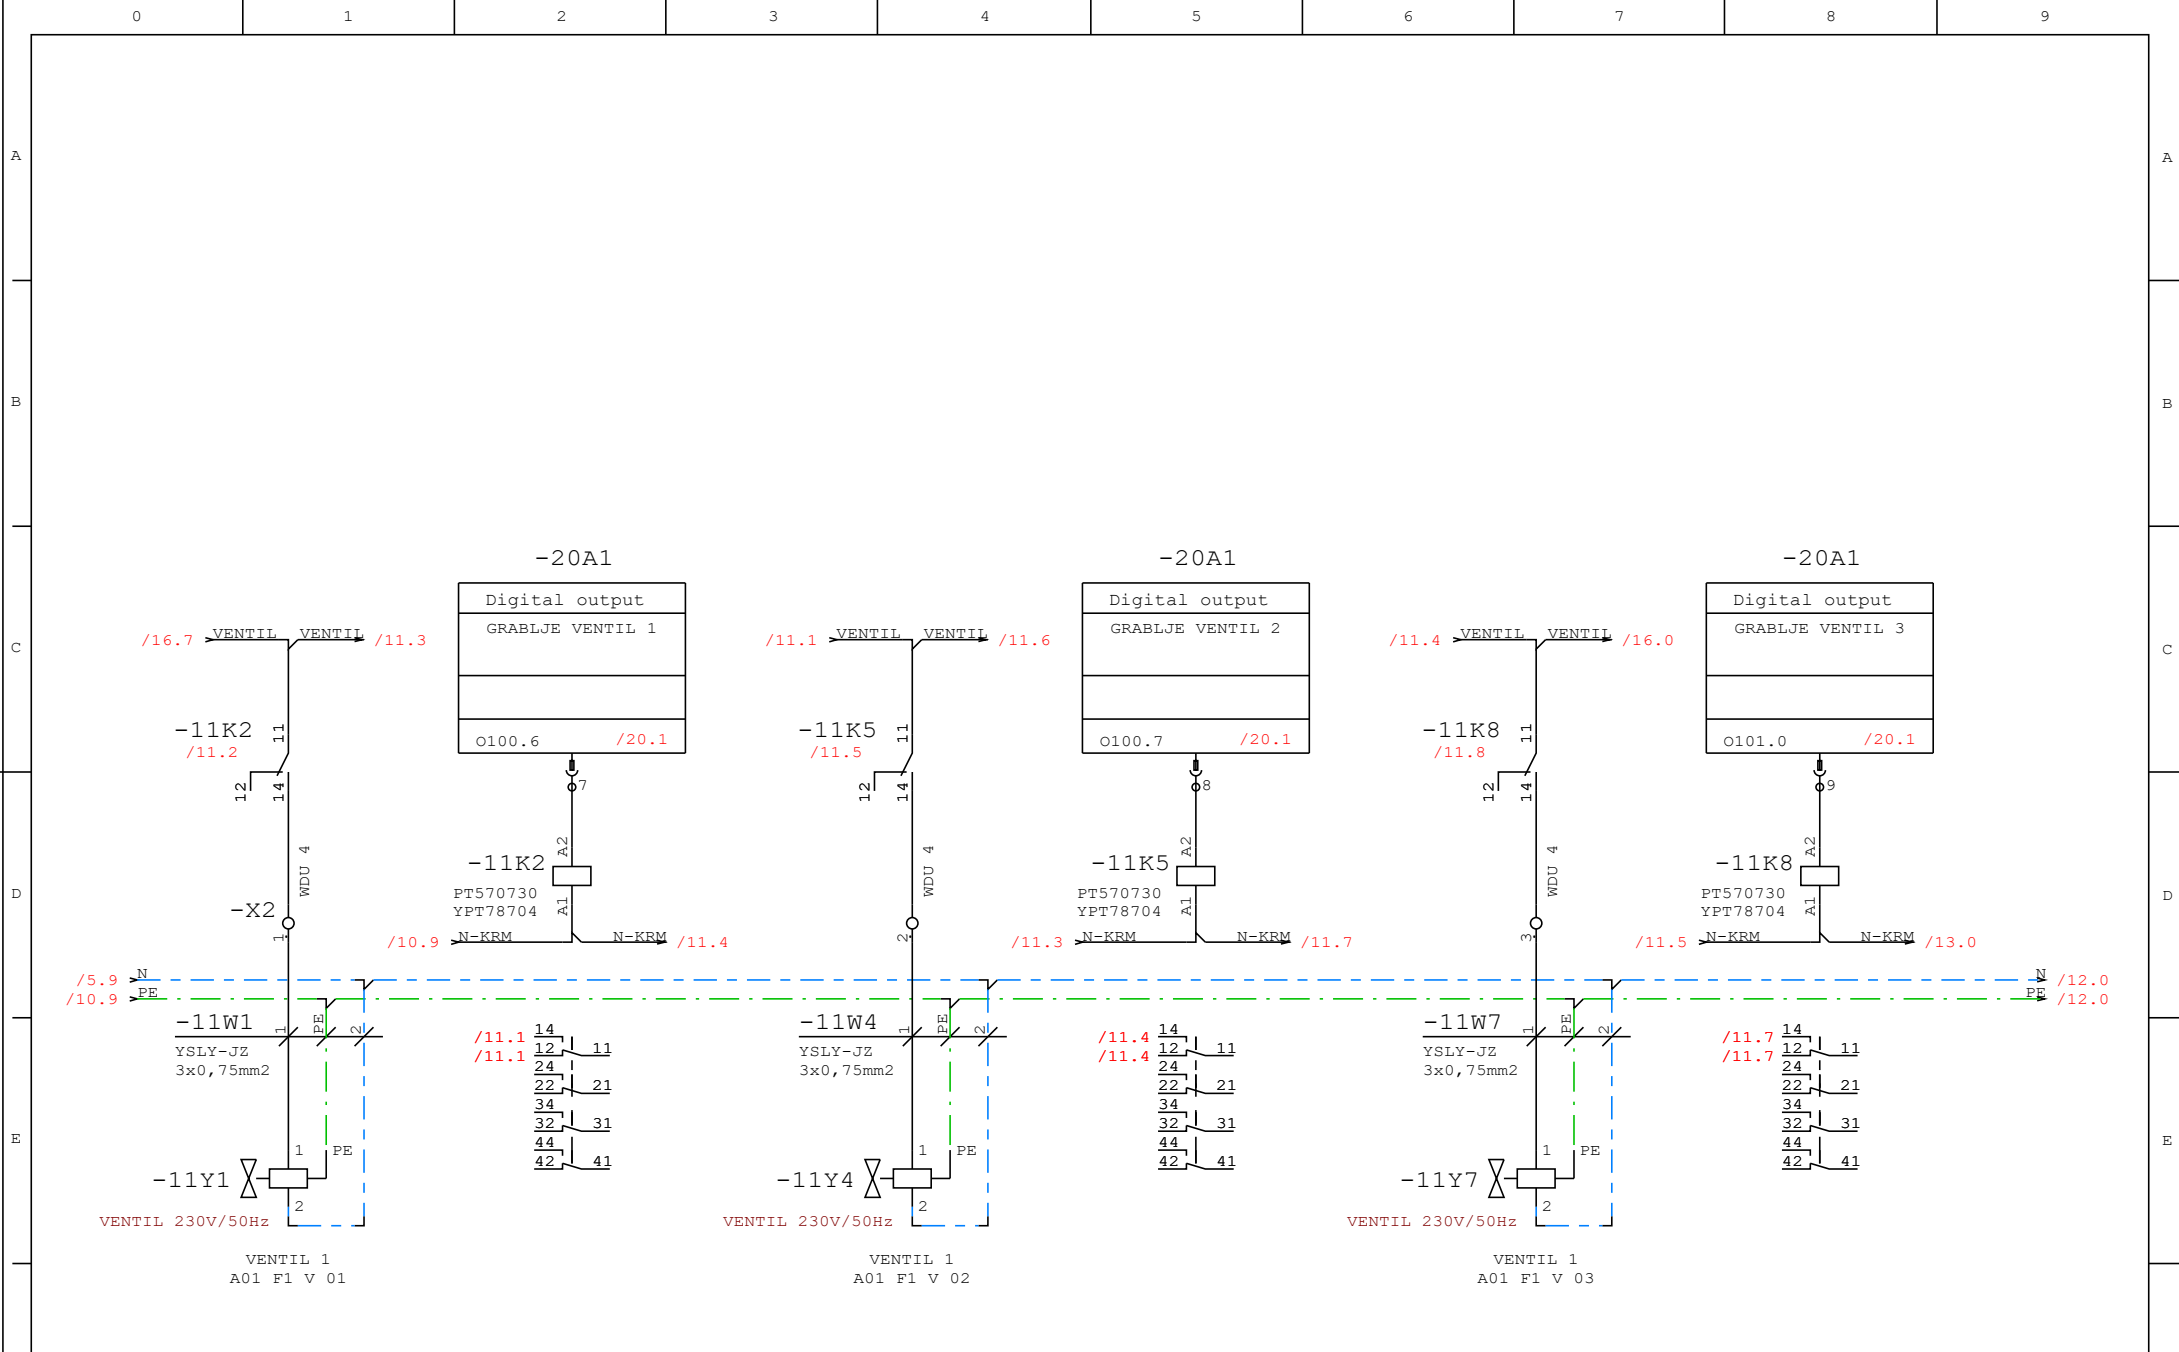 0 1 2 3 4 5 6 7 8 9
A A
B B
-20A1 -20A1 -20A1
Digital output Digital output Digital output
/16.7 VENTIL VENTIL /11.3 GRABLJE VENTIL 1 /11.1 VENTIL VENTIL /11.6 GRABLJE VENTIL 2 /11.4 VENTIL VENTIL /16.0 GRABLJE VENTIL 3
C C
-11K2 11 -11K5 11 -11K8 11
/11.2 O100.6 /20.1 /11.5 O100.7 /20.1 /11.8 O101.0 /20.1
12 14 7 12 14 8 12 14 9
WDU 4 -11K2 A2 WDU 4 -11K5 A2 WDU 4 -11K8 A2
D PT570730 PT570730 PT570730 D
-X2 YPT78704 A1 YPT78704 A1 YPT78704 A1
1 /10.9 N-KRM N-KRM /11.4 2 /11.3 N-KRM N-KRM /11.7 3 /11.5 N-KRM N-KRM /13.0
/5.9 N N /12.0
/10.9 PE PE /12.0
-11W1 1 PE 2 -11W4 1 PE 2 -11W7 1 PE 2
YSLY-JZ YSLY-JZ YSLY-JZ
3x0,75mm2 3x0,75mm2 3x0,75mm2
/11.1 14 /11.4 14 /11.7 14
/11.1 12 11 /11.4 12 11 /11.7 12 11
24 24 24
22 21 22 21 22 21
34 34 34
32 31 32 31 32 31
E 44 44 44 E
42 41 42 41 42 41
1 PE 1 PE 1 PE
-11Y1 -11Y4 -11Y7
2 2 2
VENTIL 230V/50Hz VENTIL 230V/50Hz VENTIL 230V/50Hz
VENTIL 1 VENTIL 1 VENTIL 1
A01 F1 V 01 A01 F1 V 02 A01 F1 V 03